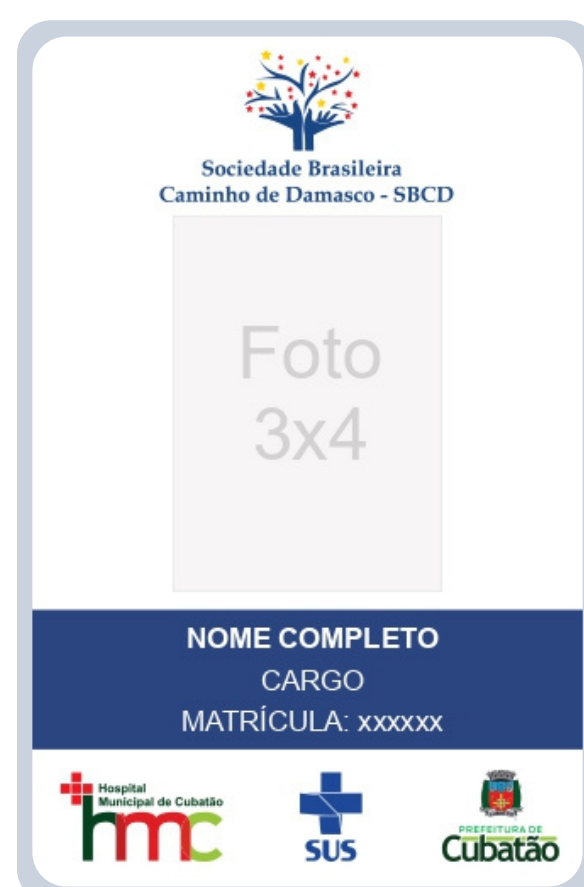 Sociedade Brasileira
Caminho de Damasco - SBCD
Foto
3x4
NOME COMPLETO
CARGO
MATRÍCULA: xxxxxx
Hospital
Municipal de Cubatão
hmc
SUS
PREFEITURA DE
Cubatão